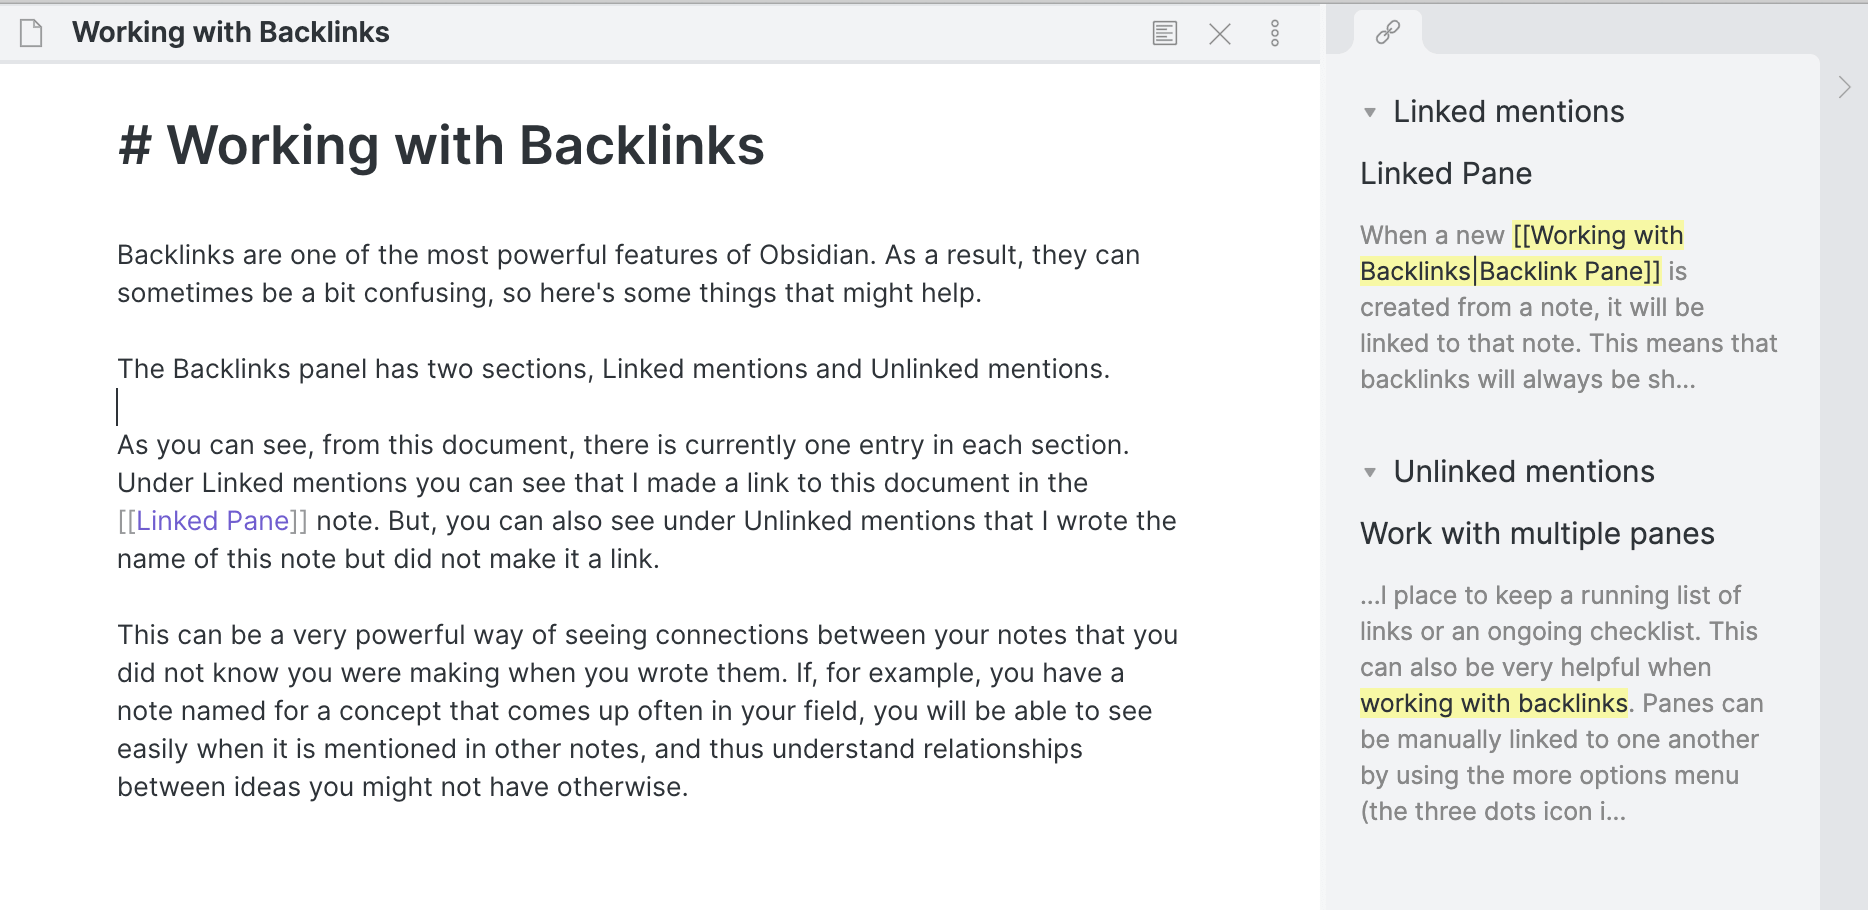 Working with Backlinks
# Working with Backlinks
Backlinks are one of the most powerful features of Obsidian. As a result, they can
sometimes be a bit confusing, so here's some things that might help.
The Backlinks panel has two sections, Linked mentions and Unlinked mentions.
As you can see, from this document, there is currently one entry in each section.
Under Linked mentions you can see that I made a link to this document in the
[[Linked Pane]] note. But, you can also see under Unlinked mentions that I wrote the
name of this note but did not make it a link.
This can be a very powerful way of seeing connections between your notes that you
did not know you were making when you wrote them. If, for example, you have a
note named for a concept that comes up often in your field, you will be able to see
easily when it is mentioned in other notes, and thus understand relationships
between ideas you might not have otherwise.
Linked mentions
Linked Pane
When a new [[Working with
Backlinks|Backlink Pane]] is
created from a note, it will be
linked to that note. This means that
backlinks will always be sh...
Unlinked mentions
Work with multiple panes
...l place to keep a running list of
links or an ongoing checklist. This
can also be very helpful when
working with backlinks. Panes can
be manually linked to one another
by using the more options menu
(the three dots icon i...